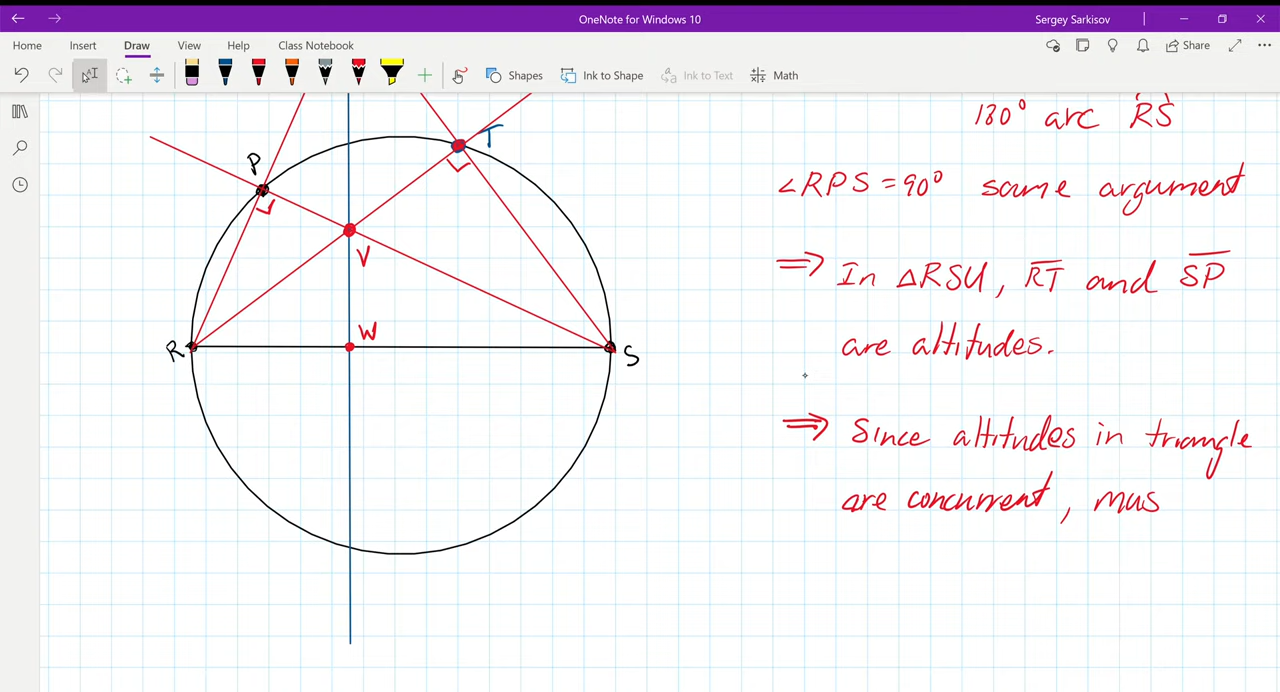 OneNote for Windows 10
Sergey Sarkisov
Home Insert Draw View Help Class Notebook
Share
Shapes Ink to Shape Ink to Text Math
180° arc RS
∠RPS = 90° same argument
⇒ In △RSU, RT and SP
are altitudes.
⇒ Since altitudes in triangle
are concurrent, mus
T
P
V
W
R
S